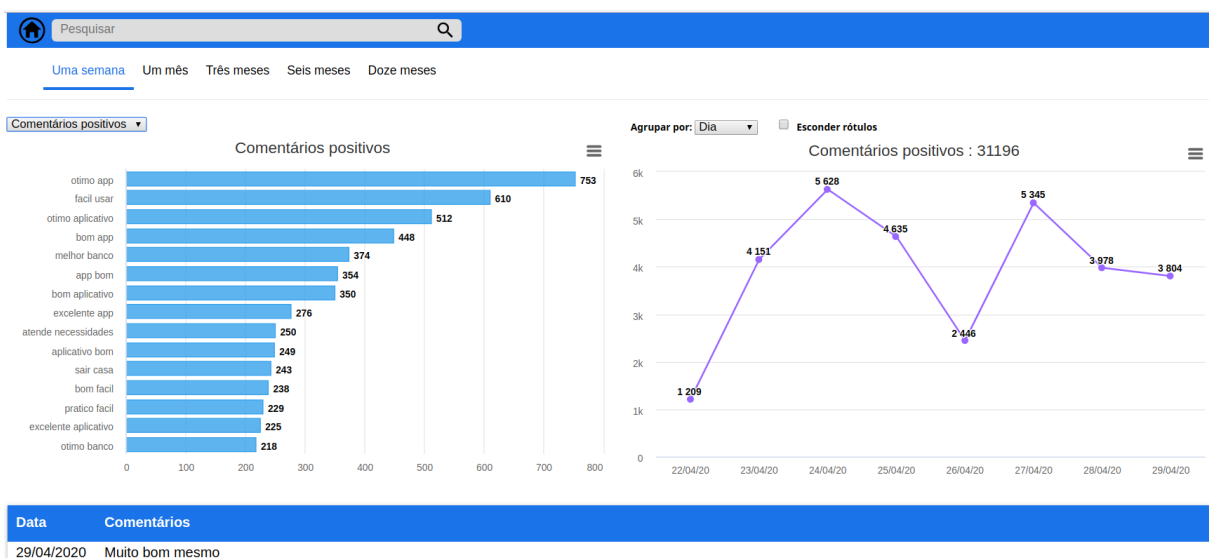 Pesquisar
Uma semana Um mês Três meses Seis meses Doze meses
Comentários positivos
Comentários positivos
otimo app 753
facil usar 610
otimo aplicativo 512
bom app 448
melhor banco 374
app bom 354
bom aplicativo 350
excelente app 276
atende necessidades 250
aplicativo bom 249
sair casa 243
bom facil 238
pratico facil 229
excelente aplicativo 225
otimo banco 218
0 100 200 300 400 500 600 700 800
Agrupar por: Dia Esconder rótulos
Comentários positivos : 31196
6k
5k
4k
3k
2k
1k
0
1 209
4 151
5 628
4 635
2 446
5 345
3 978
3 804
22/04/20 23/04/20 24/04/20 25/04/20 26/04/20 27/04/20 28/04/20 29/04/20
Data Comentários
29/04/2020 Muito bom mesmo